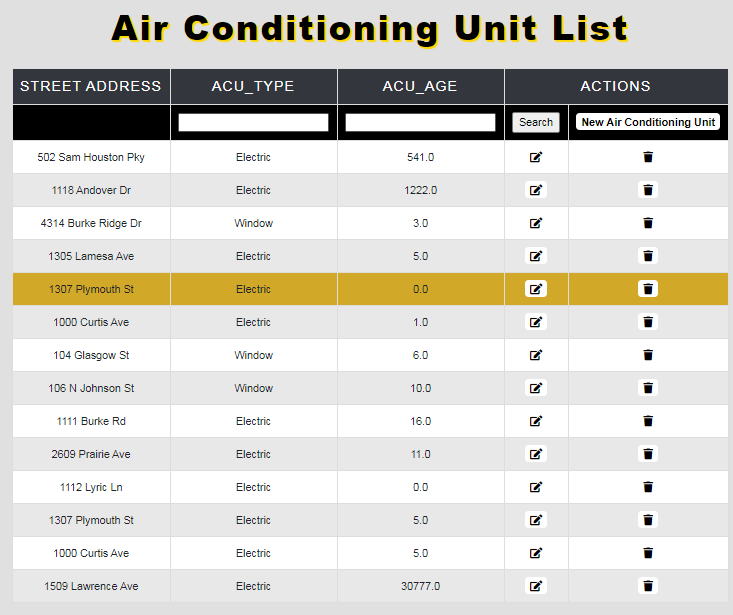 Air Conditioning Unit List
STREET ADDRESS ACU_TYPE ACU_AGE ACTIONS
Search New Air Conditioning Unit
502 Sam Houston Pky Electric 541.0
1118 Andover Dr Electric 1222.0
4314 Burke Ridge Dr Window 3.0
1305 Lamesa Ave Electric 5.0
1307 Plymouth St Electric 0.0
1000 Curtis Ave Electric 1.0
104 Glasgow St Window 6.0
106 N Johnson St Window 10.0
1111 Burke Rd Electric 16.0
2609 Prairie Ave Electric 11.0
1112 Lyric Ln Electric 0.0
1307 Plymouth St Electric 5.0
1000 Curtis Ave Electric 5.0
1509 Lawrence Ave Electric 30777.0